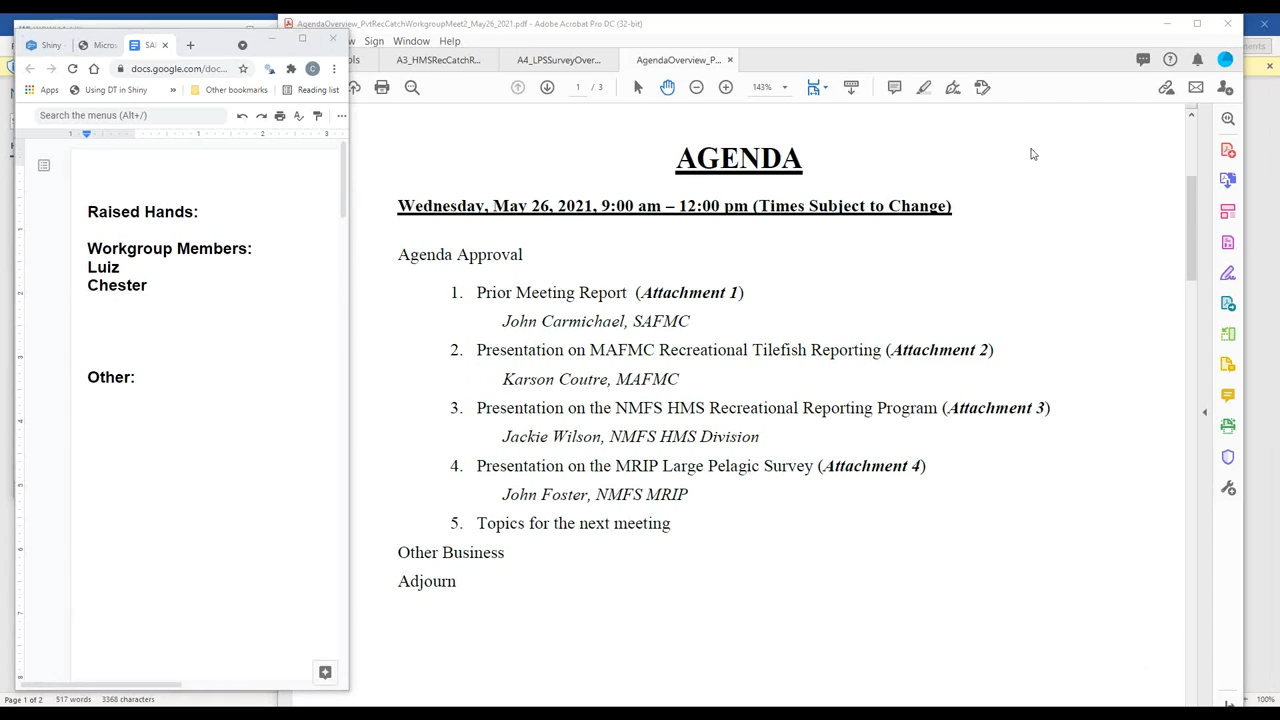 AgendaOverview_PvtRecCatchWorkgroupMeet2_May26_2021.pdf - Adobe Acrobat Pro DC (32-bit)
Shiny
Micros
SA
Sign Window Help
A3_HMSRecCatchR...
A4_LPSSurveyOver...
AgendaOverview_P...
docs.google.com/doc...
C
1 / 3
143%
Apps
Using DT in Shiny
»
Other bookmarks
Reading list
Search the menus (Alt+/)
AGENDA
Wednesday, May 26, 2021, 9:00 am – 12:00 pm (Times Subject to Change)
Agenda Approval
1. Prior Meeting Report (Attachment 1)
John Carmichael, SAFMC
2. Presentation on MAFMC Recreational Tilefish Reporting (Attachment 2)
Karson Coutre, MAFMC
3. Presentation on the NMFS HMS Recreational Reporting Program (Attachment 3)
Jackie Wilson, NMFS HMS Division
4. Presentation on the MRIP Large Pelagic Survey (Attachment 4)
John Foster, NMFS MRIP
5. Topics for the next meeting
Other Business
Adjourn
Raised Hands:
Workgroup Members:
Luiz
Chester
Other:
Page 1 of 2 517 words 3368 characters
100%